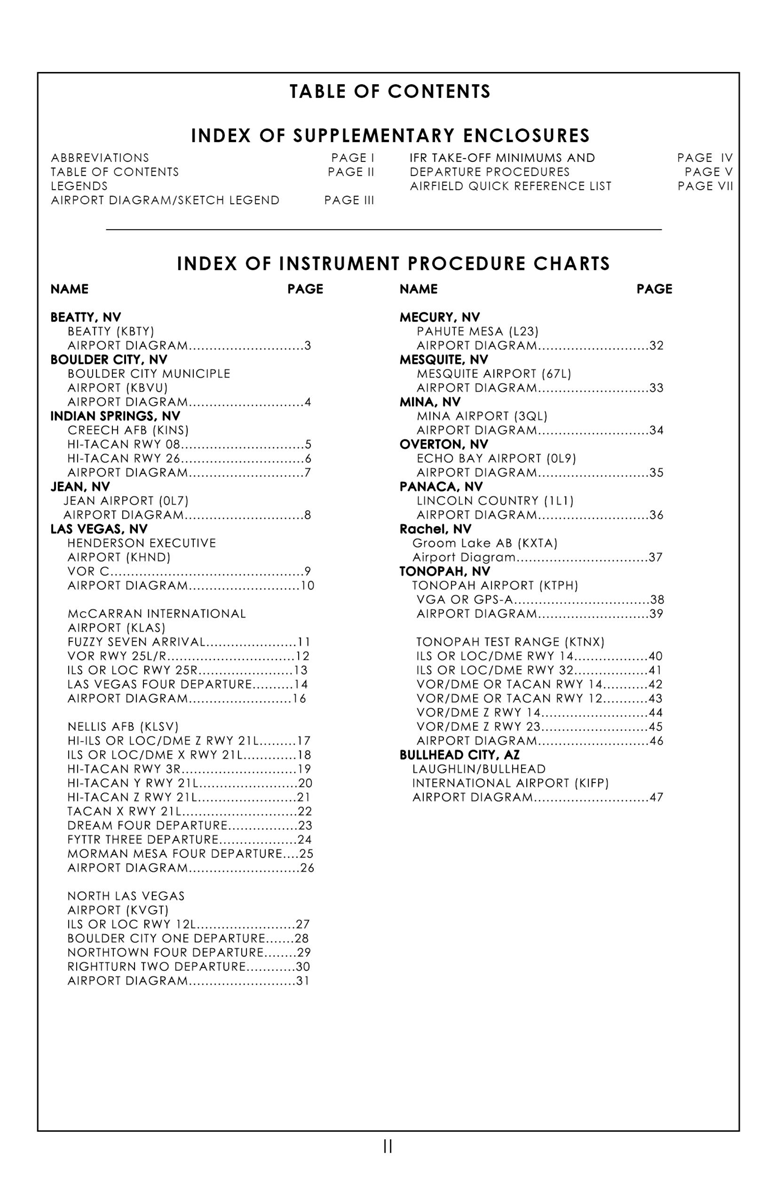 TABLE OF CONTENTS
INDEX OF SUPPLEMENTARY ENCLOSURES
ABBREVIATIONS PAGE I
TABLE OF CONTENTS PAGE II
LEGENDS
AIRPORT DIAGRAM/SKETCH LEGEND PAGE III
IFR TAKE-OFF MINIMUMS AND PAGE IV
DEPARTURE PROCEDURES PAGE V
AIRFIELD QUICK REFERENCE LIST PAGE VII
INDEX OF INSTRUMENT PROCEDURE CHARTS
NAME PAGE
BEATTY, NV
BEATTY (KBTY)
AIRPORT DIAGRAM............................3
BOULDER CITY, NV
BOULDER CITY MUNICIPLE
AIRPORT (KBVU)
AIRPORT DIAGRAM............................4
INDIAN SPRINGS, NV
CREECH AFB (KINS)
HI-TACAN RWY 08..............................5
HI-TACAN RWY 26..............................6
AIRPORT DIAGRAM............................7
JEAN, NV
JEAN AIRPORT (0L7)
AIRPORT DIAGRAM.............................8
LAS VEGAS, NV
HENDERSON EXECUTIVE
AIRPORT (KHND)
VOR C...............................................9
AIRPORT DIAGRAM...........................10
McCARRAN INTERNATIONAL
AIRPORT (KLAS)
FUZZY SEVEN ARRIVAL......................11
VOR RWY 25L/R...............................12
ILS OR LOC RWY 25R.......................13
LAS VEGAS FOUR DEPARTURE..........14
AIRPORT DIAGRAM.........................16
NELLIS AFB (KLSV)
HI-ILS OR LOC/DME Z RWY 21L.........17
ILS OR LOC/DME X RWY 21L.............18
HI-TACAN RWY 3R............................19
HI-TACAN Y RWY 21L........................20
HI-TACAN Z RWY 21L........................21
TACAN X RWY 21L............................22
DREAM FOUR DEPARTURE.................23
FYTTR THREE DEPARTURE...................24
MORMAN MESA FOUR DEPARTURE....25
AIRPORT DIAGRAM...........................26
NORTH LAS VEGAS
AIRPORT (KVGT)
ILS OR LOC RWY 12L........................27
BOULDER CITY ONE DEPARTURE.......28
NORTHTOWN FOUR DEPARTURE........29
RIGHTTURN TWO DEPARTURE............30
AIRPORT DIAGRAM..........................31
NAME PAGE
MECURY, NV
PAHUTE MESA (L23)
AIRPORT DIAGRAM...........................32
MESQUITE, NV
MESQUITE AIRPORT (67L)
AIRPORT DIAGRAM...........................33
MINA, NV
MINA AIRPORT (3QL)
AIRPORT DIAGRAM...........................34
OVERTON, NV
ECHO BAY AIRPORT (0L9)
AIRPORT DIAGRAM...........................35
PANACA, NV
LINCOLN COUNTRY (1L1)
AIRPORT DIAGRAM...........................36
Rachel, NV
Groom Lake AB (KXTA)
Airport Diagram................................37
TONOPAH, NV
TONOPAH AIRPORT (KTPH)
VGA OR GPS-A.................................38
AIRPORT DIAGRAM...........................39
TONOPAH TEST RANGE (KTNX)
ILS OR LOC/DME RWY 14..................40
ILS OR LOC/DME RWY 32..................41
VOR/DME OR TACAN RWY 14...........42
VOR/DME OR TACAN RWY 12...........43
VOR/DME Z RWY 14..........................44
VOR/DME Z RWY 23..........................45
AIRPORT DIAGRAM...........................46
BULLHEAD CITY, AZ
LAUGHLIN/BULLHEAD
INTERNATIONAL AIRPORT (KIFP)
AIRPORT DIAGRAM............................47
II